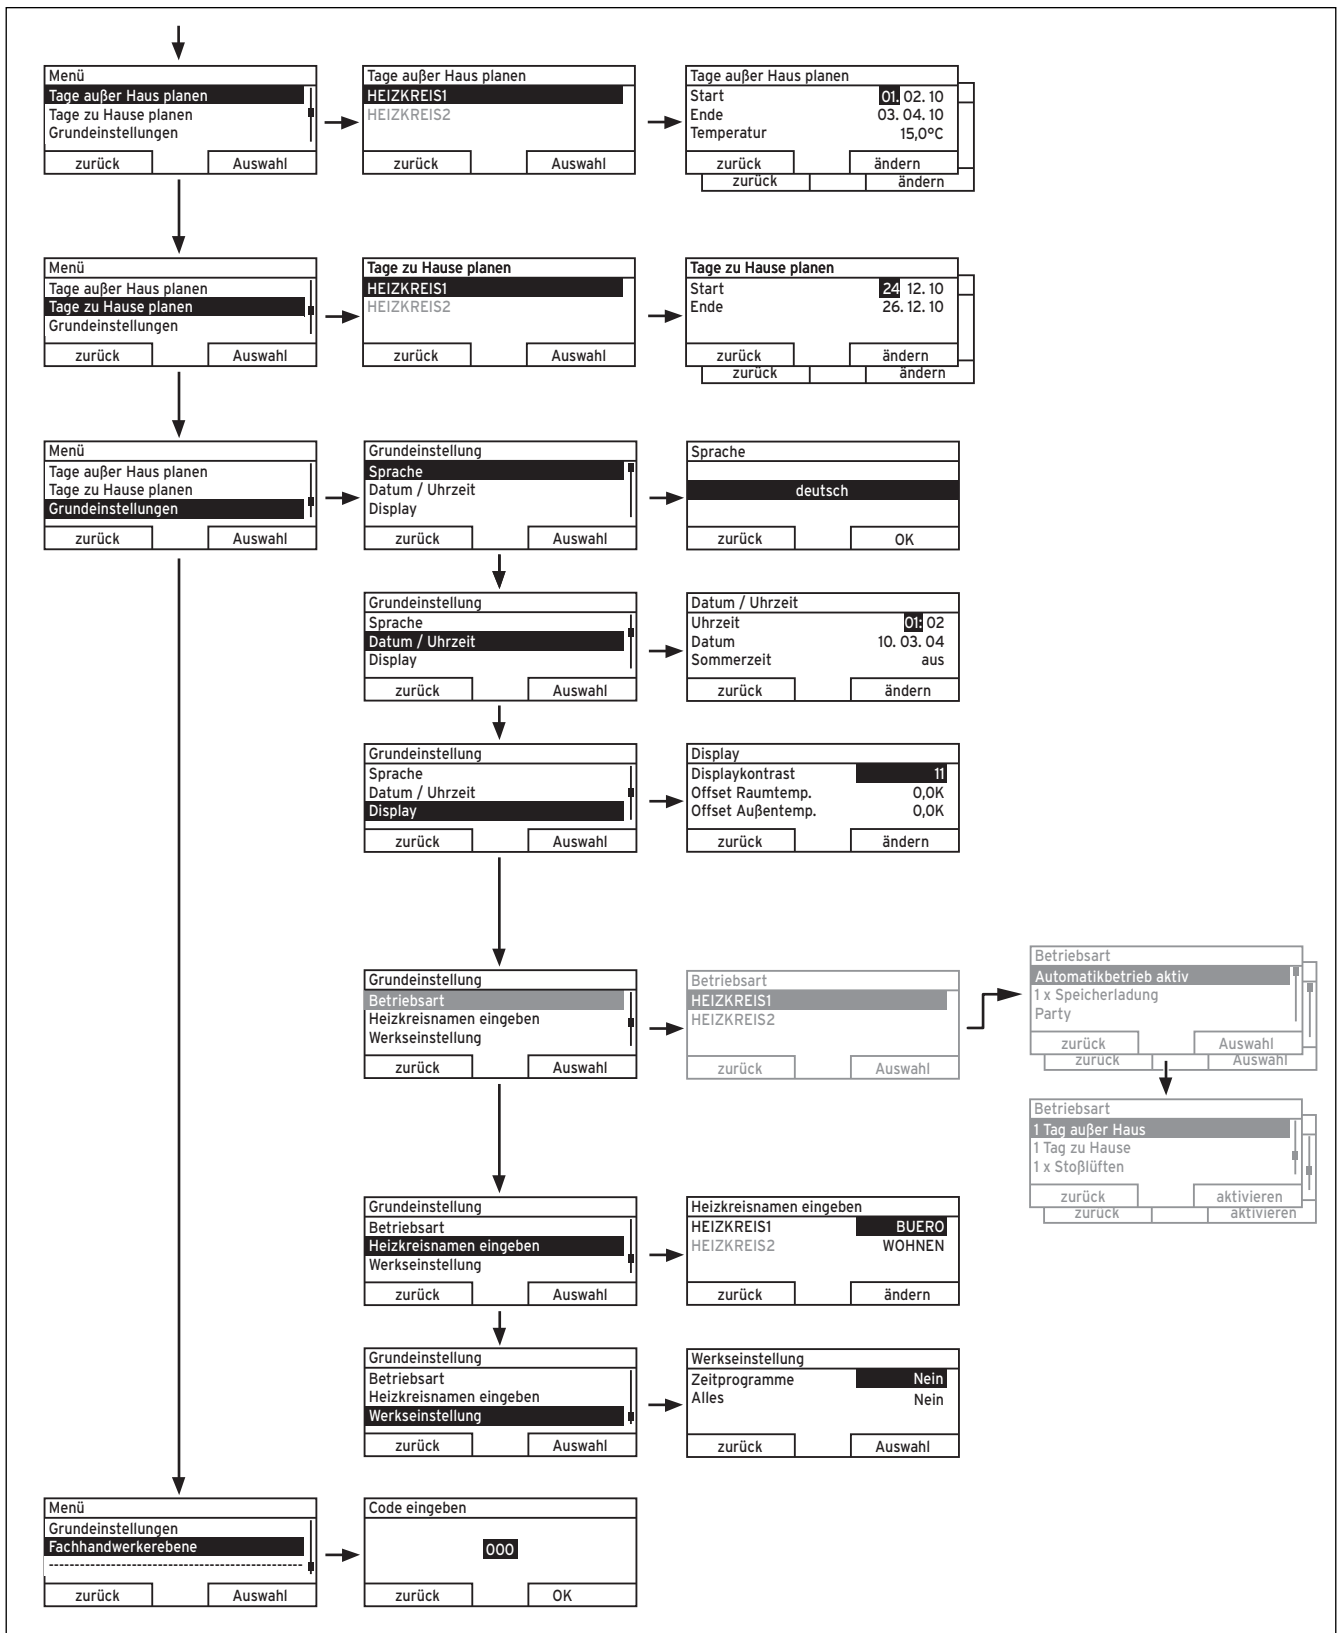 Menü
Tage außer Haus planen
Tage zu Hause planen
Grundeinstellungen
zurück Auswahl
Tage außer Haus planen
HEIZKREIS1
HEIZKREIS2
zurück Auswahl
Tage außer Haus planen
Start 01. 02. 10
Ende 03. 04. 10
Temperatur 15,0°C
zurück ändern
zurück ändern
Menü
Tage außer Haus planen
Tage zu Hause planen
Grundeinstellungen
zurück Auswahl
Tage zu Hause planen
HEIZKREIS1
HEIZKREIS2
zurück Auswahl
Tage zu Hause planen
Start 24 12. 10
Ende 26. 12. 10
zurück ändern
zurück ändern
Menü
Tage außer Haus planen
Tage zu Hause planen
Grundeinstellungen
zurück Auswahl
Grundeinstellung
Sprache
Datum / Uhrzeit
Display
zurück Auswahl
Sprache
deutsch
zurück OK
Grundeinstellung
Sprache
Datum / Uhrzeit
Display
zurück Auswahl
Datum / Uhrzeit
Uhrzeit 01: 02
Datum 10. 03. 04
Sommerzeit aus
zurück ändern
Grundeinstellung
Sprache
Datum / Uhrzeit
Display
zurück Auswahl
Display
Displaykontrast 11
Offset Raumtemp. 0,0K
Offset Außentemp. 0,0K
zurück ändern
Grundeinstellung
Betriebsart
Heizkreisnamen eingeben
Werkseinstellung
zurück Auswahl
Betriebsart
HEIZKREIS1
HEIZKREIS2
zurück Auswahl
Betriebsart
Automatikbetrieb aktiv
1 x Speicherladung
Party
zurück Auswahl
zurück Auswahl
Betriebsart
1 Tag außer Haus
1 Tag zu Hause
1 x Stoßlüften
zurück aktivieren
zurück aktivieren
Grundeinstellung
Betriebsart
Heizkreisnamen eingeben
Werkseinstellung
zurück Auswahl
Heizkreisnamen eingeben
HEIZKREIS1 BUERO
HEIZKREIS2 WOHNEN
zurück ändern
Grundeinstellung
Betriebsart
Heizkreisnamen eingeben
Werkseinstellung
zurück Auswahl
Werkseinstellung
Zeitprogramme Nein
Alles Nein
zurück Auswahl
Menü
Grundeinstellungen
Fachhandwerkerebene
zurück Auswahl
Code eingeben
000
zurück OK